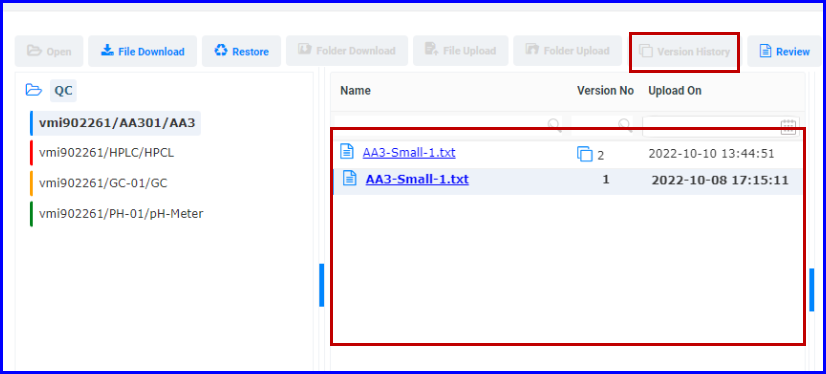 Open File Download Restore Folder Download File Upload Folder Upload Version History Review
QC
vmi902261/AA301/AA3
vmi902261/HPLC/HPCL
vmi902261/GC-01/GC
vmi902261/PH-01/pH-Meter
Name Version No Upload On
AA3-Small-1.txt 2 2022-10-10 13:44:51
AA3-Small-1.txt 1 2022-10-08 17:15:11